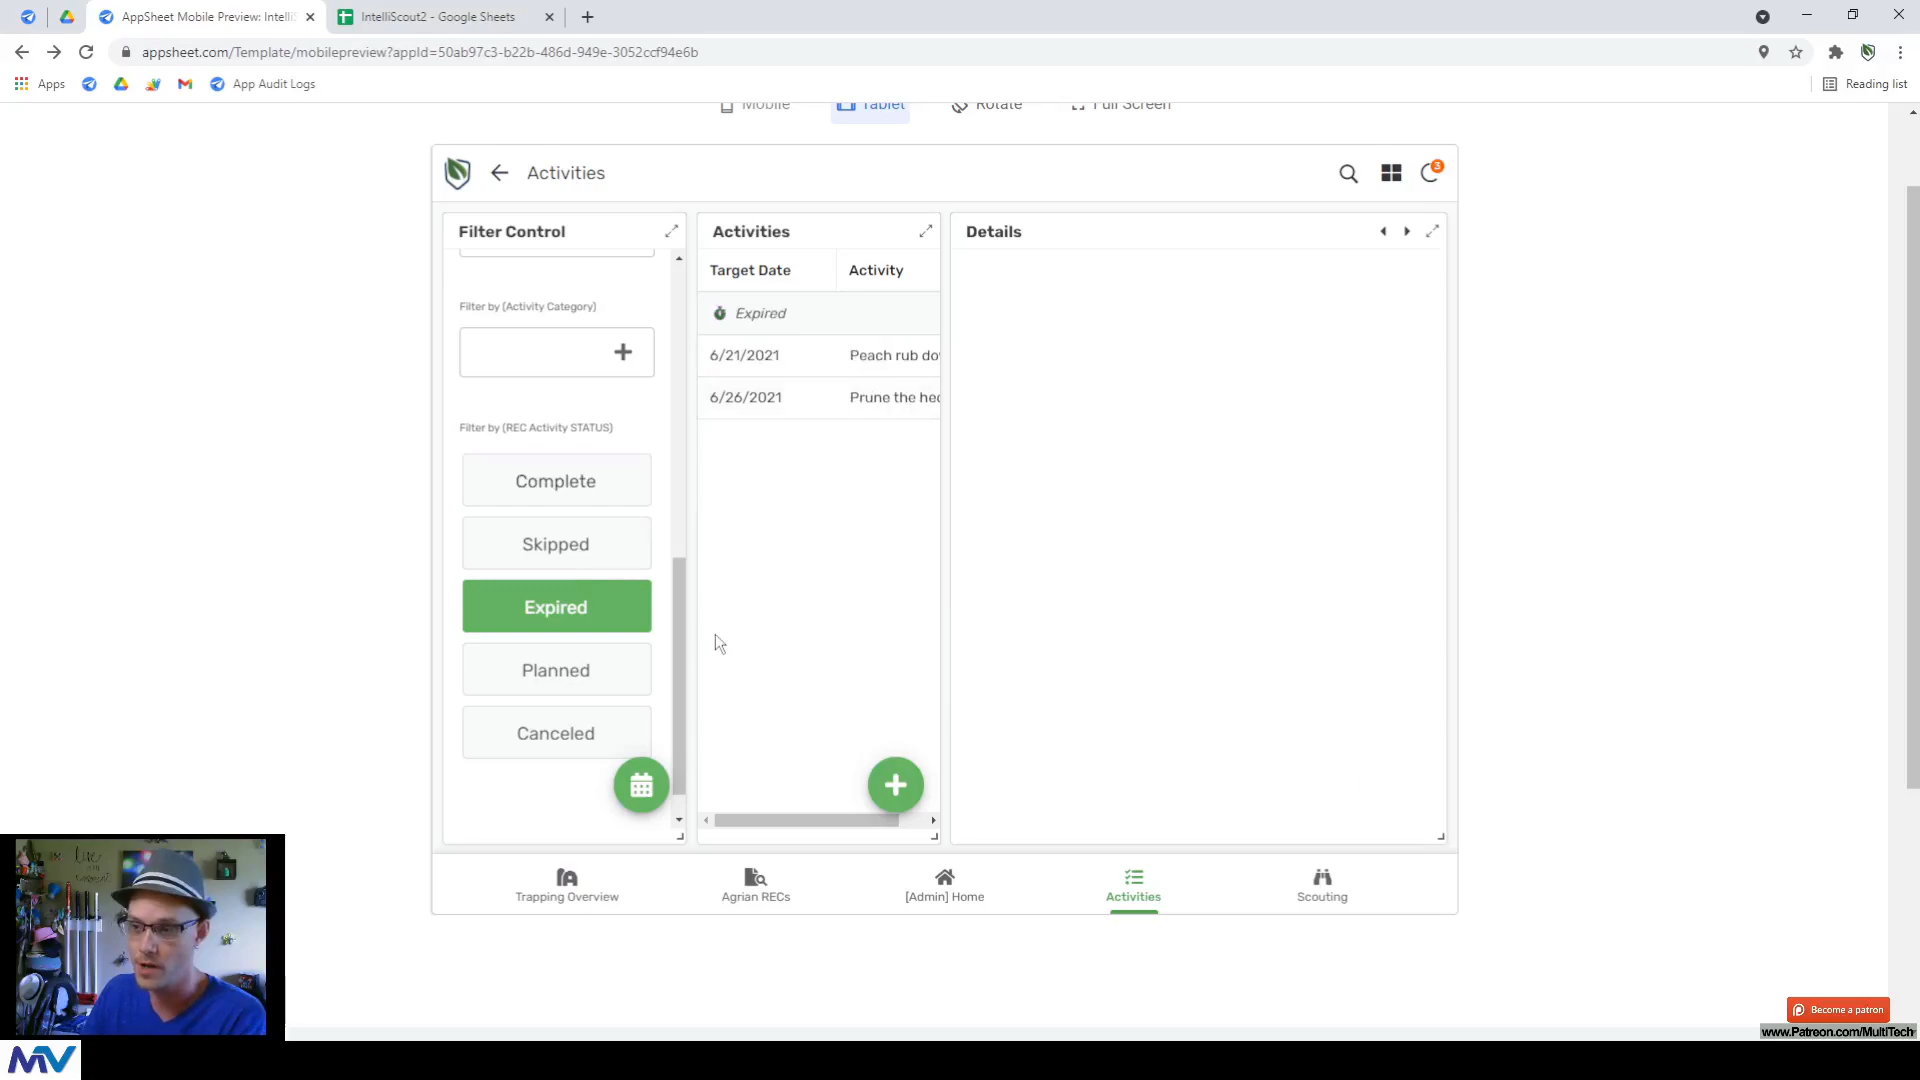 AppSheet Mobile Preview: Intelli
IntelliScout2 - Google Sheets
appsheet.com/Template/mobilepreview?appId=50ab97c3-b22b-486d-949e-3052ccf94e6b
Apps
App Audit Logs
Reading list
Mobile
Tablet
Rotate
Full Screen
Activities
3
Filter Control
Activities
Details
Target Date
Activity
Expired
6/21/2021
Peach rub do
6/26/2021
Prune the hec
Filter by (Activity Category)
Filter by (REC Activity STATUS)
Complete
Skipped
Expired
Planned
Canceled
Trapping Overview
Agrian RECs
[Admin] Home
Activities
Scouting
Become a patron
www.Patreon.com/MultiTech
MV